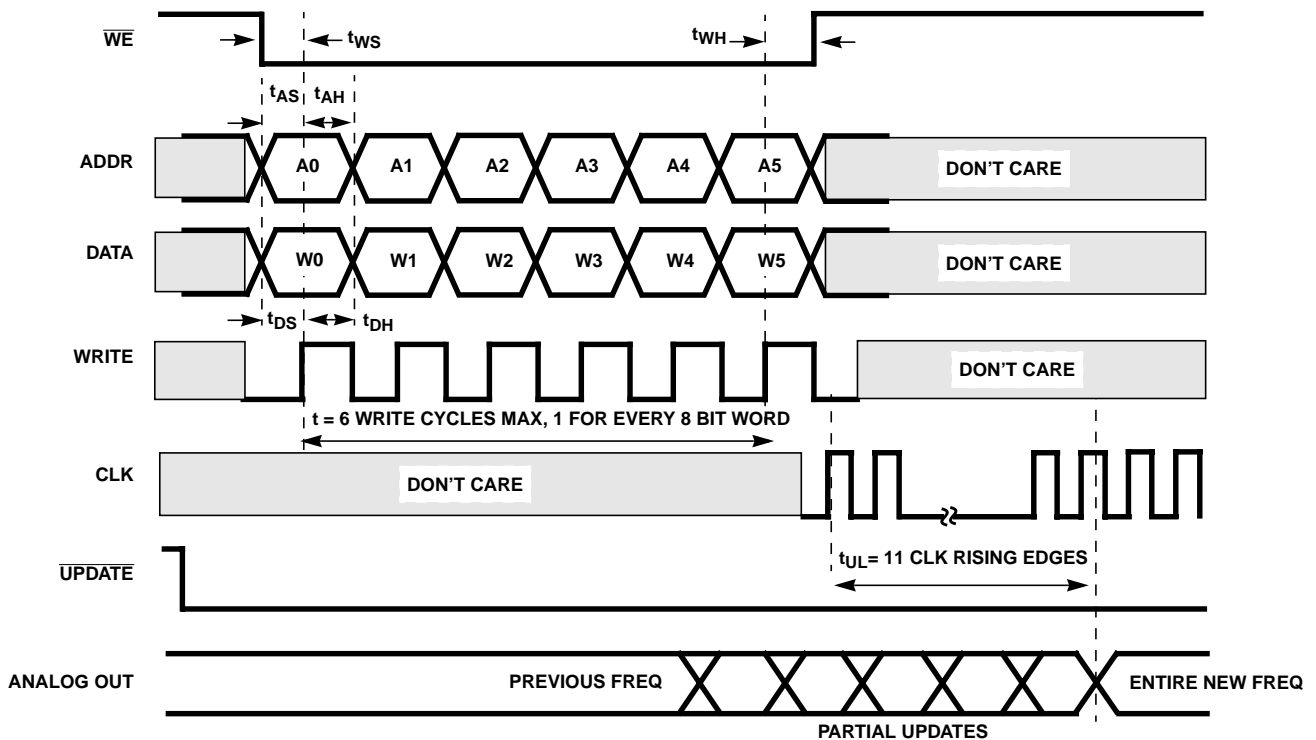 WE
tWS
tWH
tAS
tAH
ADDR
A0
A1
A2
A3
A4
A5
DON'T CARE
DATA
W0
W1
W2
W3
W4
W5
DON'T CARE
tDS
tDH
WRITE
DON'T CARE
t = 6 WRITE CYCLES MAX, 1 FOR EVERY 8 BIT WORD
CLK
DON'T CARE
tUL= 11 CLK RISING EDGES
UPDATE
ANALOG OUT
PREVIOUS FREQ
ENTIRE NEW FREQ
PARTIAL UPDATES